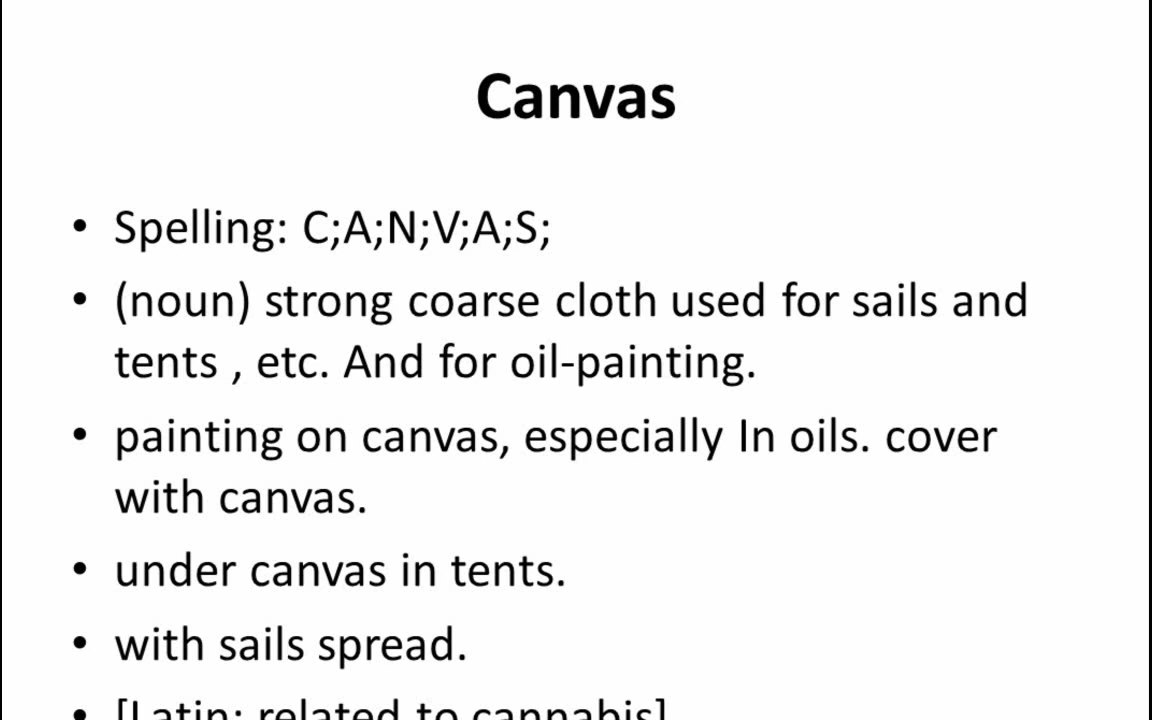 Canvas
• Spelling: C;A;N;V;A;S;
• (noun) strong coarse cloth used for sails and
tents , etc. And for oil-painting.
• painting on canvas, especially In oils. cover
with canvas.
• under canvas in tents.
• with sails spread.
• [Latin: related to cannabis]